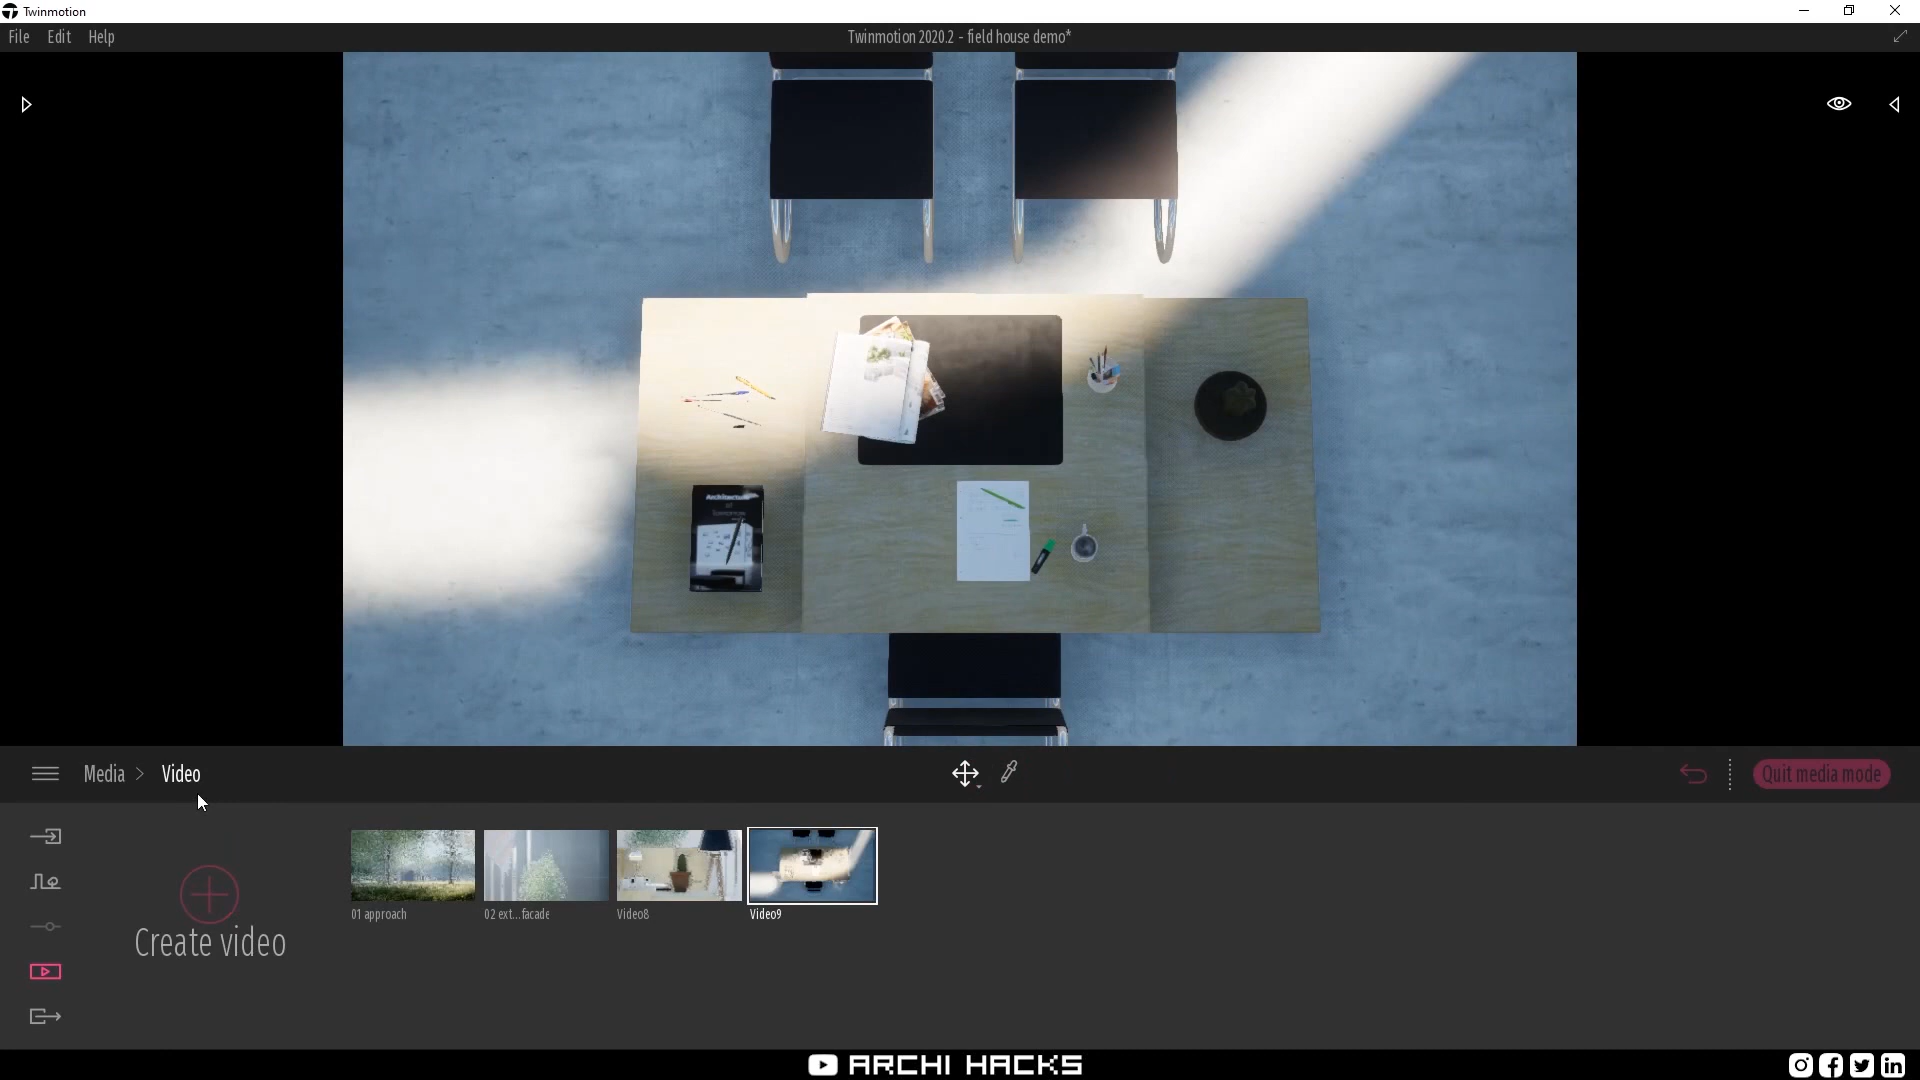 Twinmotion
File Edit Help
Twinmotion 2020.2 - field house demo*
Architecture
Media > Video
Quit media mode
Create video
01 approach
02 ext...facade
Video8
Video9
ARCHI HACKS